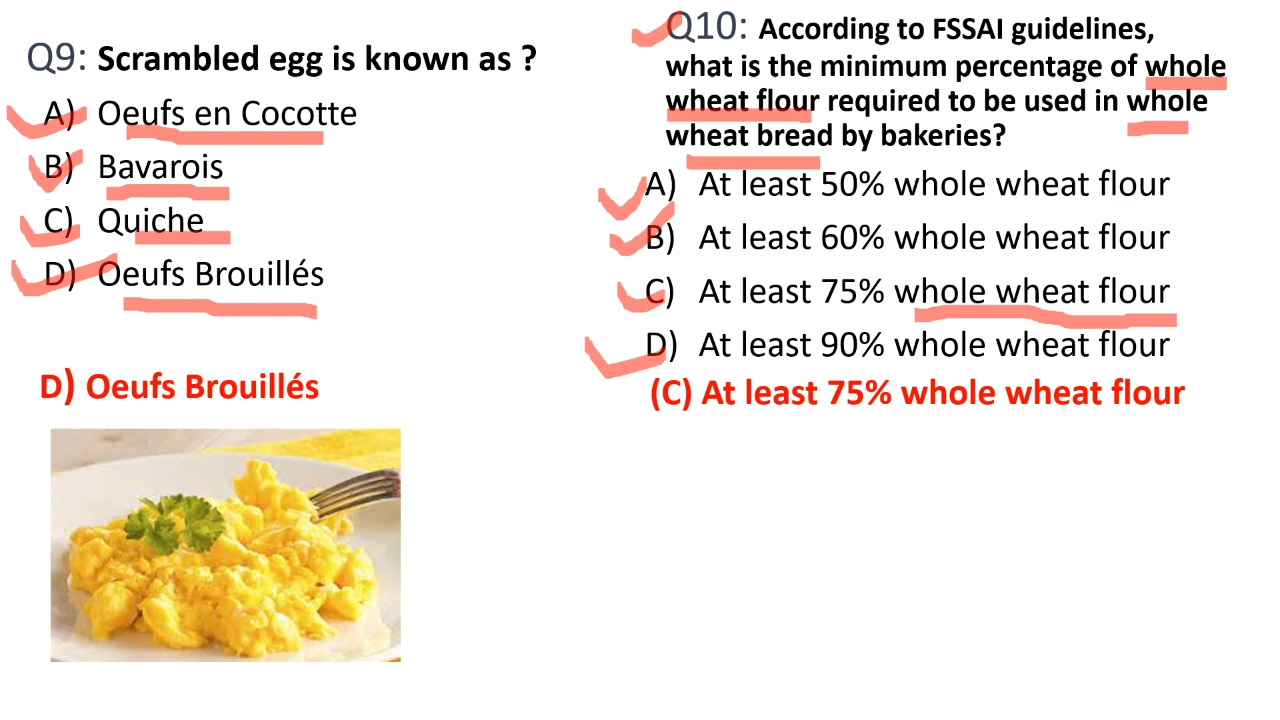 Q9: Scrambled egg is known as ?
A) Oeufs en Cocotte
B) Bavarois
C) Quiche
D) Oeufs Brouillés
D) Oeufs Brouillés
Q10: According to FSSAI guidelines,
what is the minimum percentage of whole
wheat flour required to be used in whole
wheat bread by bakeries?
A) At least 50% whole wheat flour
B) At least 60% whole wheat flour
C) At least 75% whole wheat flour
D) At least 90% whole wheat flour
(C) At least 75% whole wheat flour